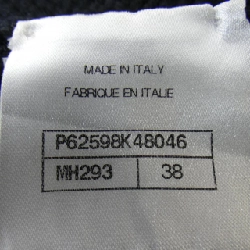 MADE IN ITALY
FABRIQUE EN ITALIE
P62598K48046
MH293 38